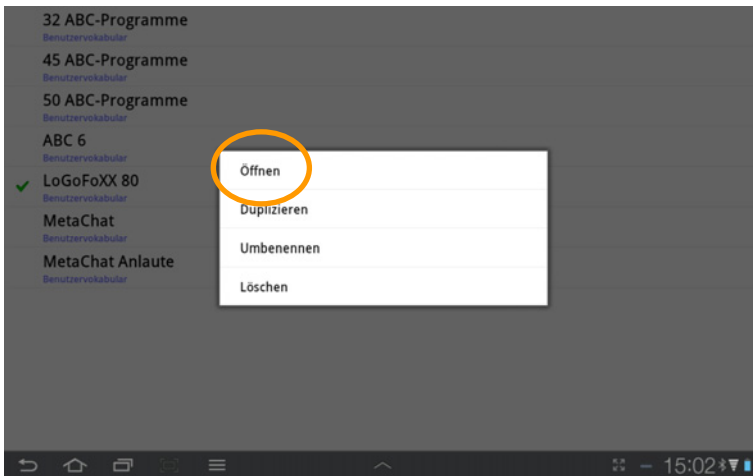 32 ABC-Programme
Benutzervokabular
45 ABC-Programme
Benutzervokabular
50 ABC-Programme
Benutzervokabular
ABC 6
Benutzervokabular
LoGoFoXX 80
Benutzervokabular
MetaChat
Benutzervokabular
MetaChat Anlaute
Benutzervokabular
Öffnen
Duplizieren
Umbenennen
Löschen
15:02